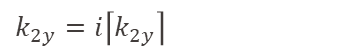 k₂y = i⌈k₂y⌉